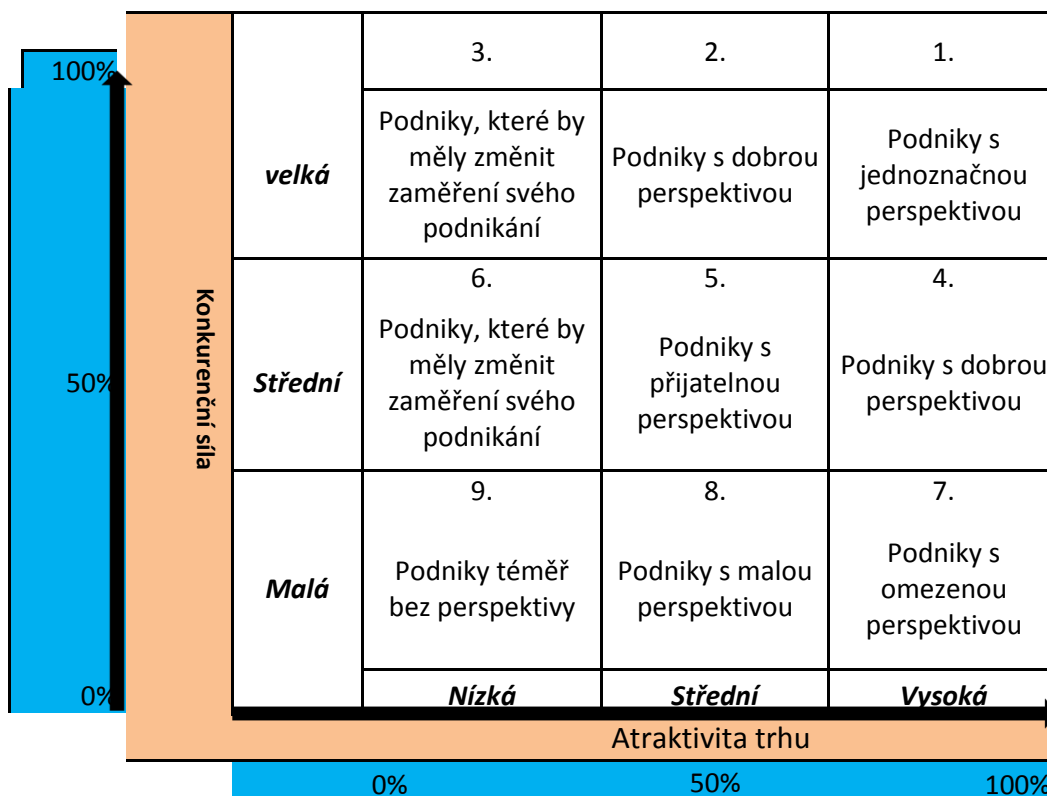 3.
2.
1.
100%
Podniky, které by
měly změnit
zaměření svého
podnikání
velká
Podniky s dobrou
perspektivou
Podniky s
jednoznačnou
perspektivou
Konkurenční síla
6.
5.
4.
50%
Střední
Podniky, které by
měly změnit
zaměření svého
podnikání
Podniky s
přijatelnou
perspektivou
Podniky s dobrou
perspektivou
9.
8.
7.
Malá
Podniky téměř
bez perspektivy
Podniky s malou
perspektivou
Podniky s
omezenou
perspektivou
0%
Nízká
Střední
Vysoká
Atraktivita trhu
0%
50%
100%